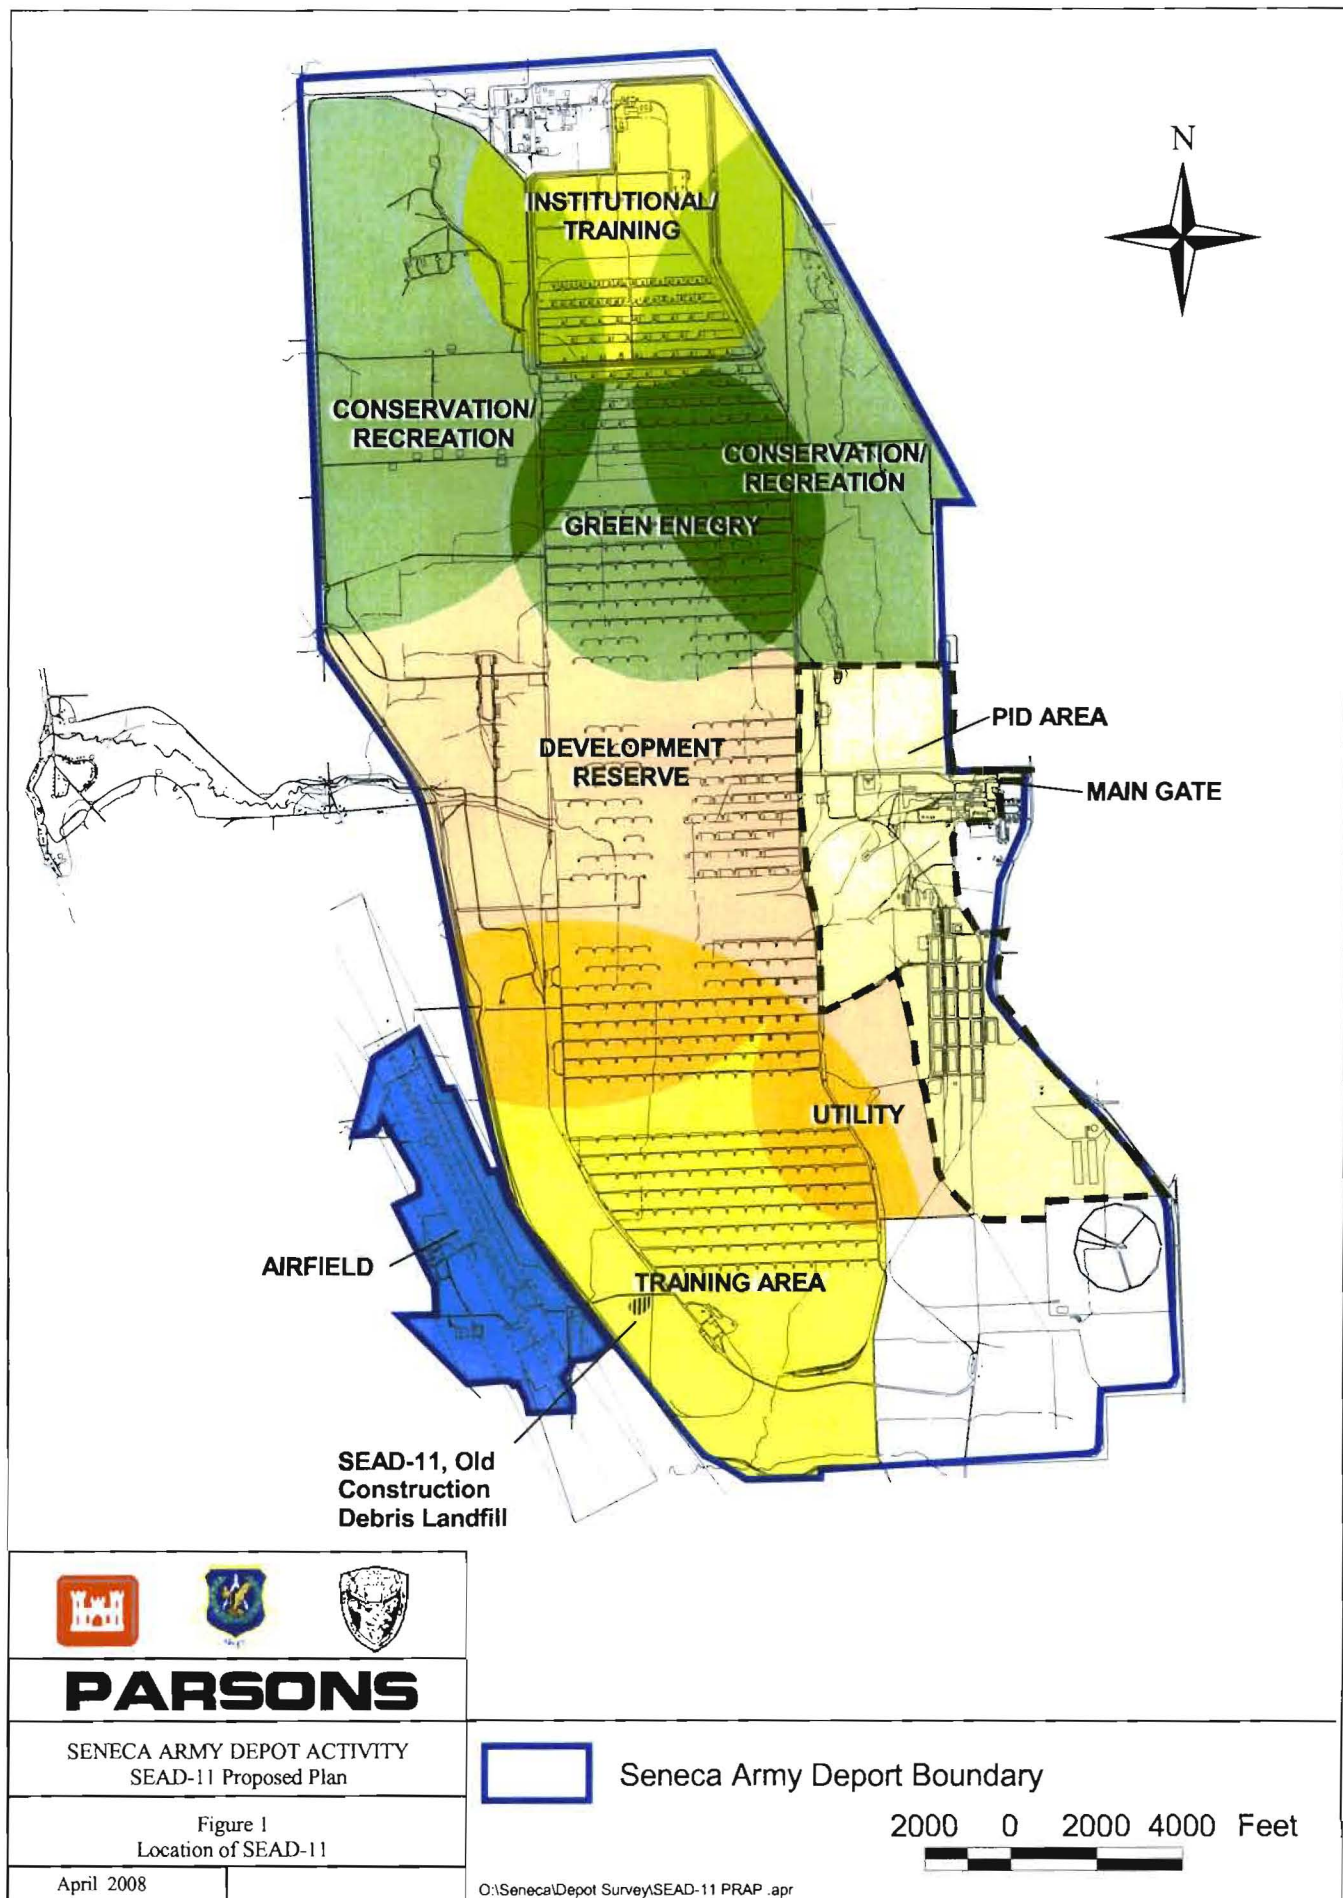 N
INSTITUTIONAL/
TRAINING
CONSERVATION/
RECREATION
CONSERVATION/
RECREATION
GREEN ENEGRY
PID AREA
DEVELOPMENT
RESERVE
MAIN GATE
UTILITY
AIRFIELD
TRAINING AREA
SEAD-11, Old
Construction
Debris Landfill
PARSONS
SENECA ARMY DEPOT ACTIVITY
SEAD-11 Proposed Plan
Figure 1
Location of SEAD-11
April 2008
Seneca Army Deport Boundary
2000 0 2000 4000 Feet
O:\Seneca\Depot Survey\SEAD-11 PRAP .apr